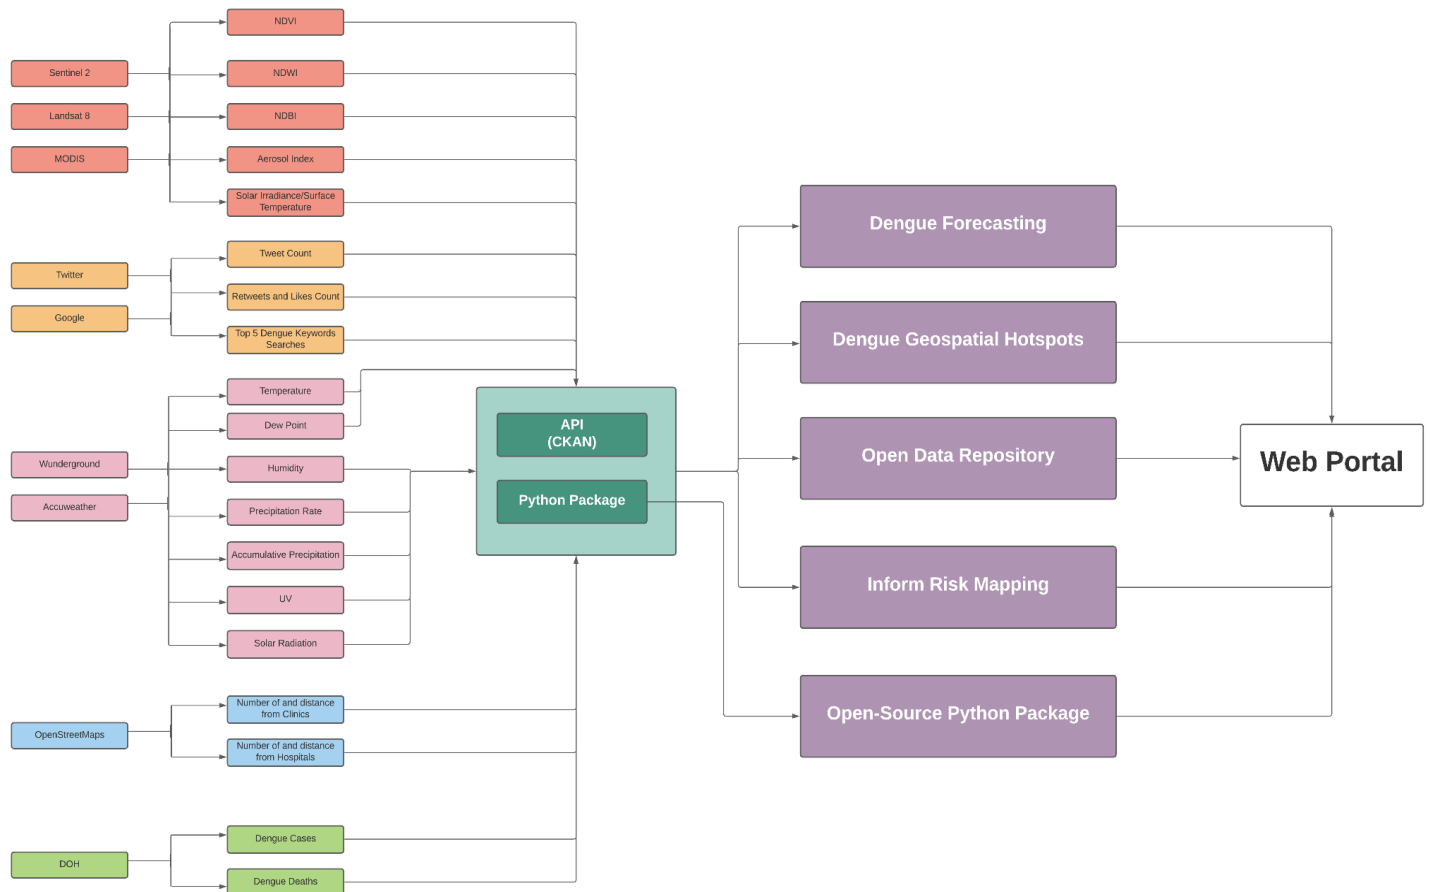 NDVI
Sentinel 2
NDWI
Landsat 8
NDBI
MODIS
Aerosol Index
Solar Irradiance/Surface
Temperature
Twitter
Google
Tweet Count
Retweets and Likes Count
Top 5 Dengue Keywords
Searches
Wunderground
Accuweather
Temperature
Dew Point
Humidity
Precipitation Rate
Accumulative Precipitation
UV
Solar Radiation
OpenStreetMaps
Number of and distance
from Clinics
Number of and distance
from Hospitals
DOH
Dengue Cases
Dengue Deaths
API
(CKAN)
Python Package
Dengue Forecasting
Dengue Geospatial Hotspots
Open Data Repository
Inform Risk Mapping
Open-Source Python Package
Web Portal